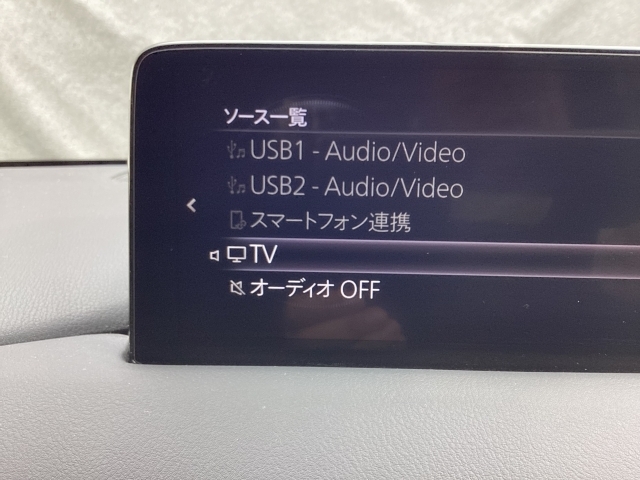 ソース一覧
USB1 - Audio/Video
USB2 - Audio/Video
スマートフォン連携
TV
オーディオ OFF